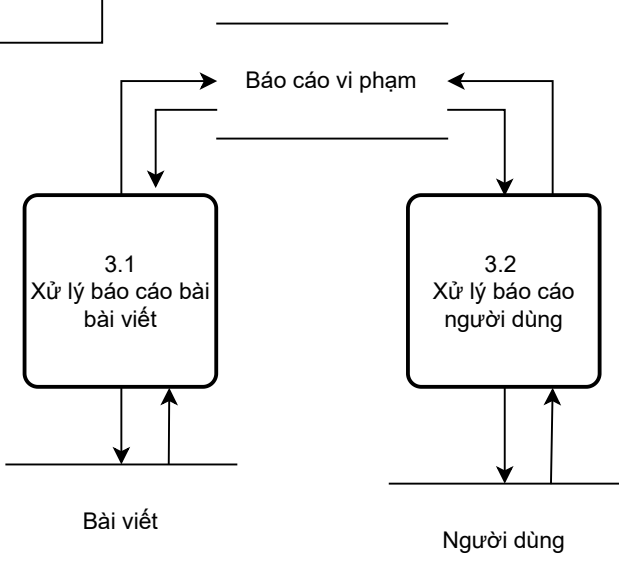 Báo cáo vi phạm
3.1
Xử lý báo cáo bài
bài viết
3.2
Xử lý báo cáo
người dùng
Bài viết
Người dùng